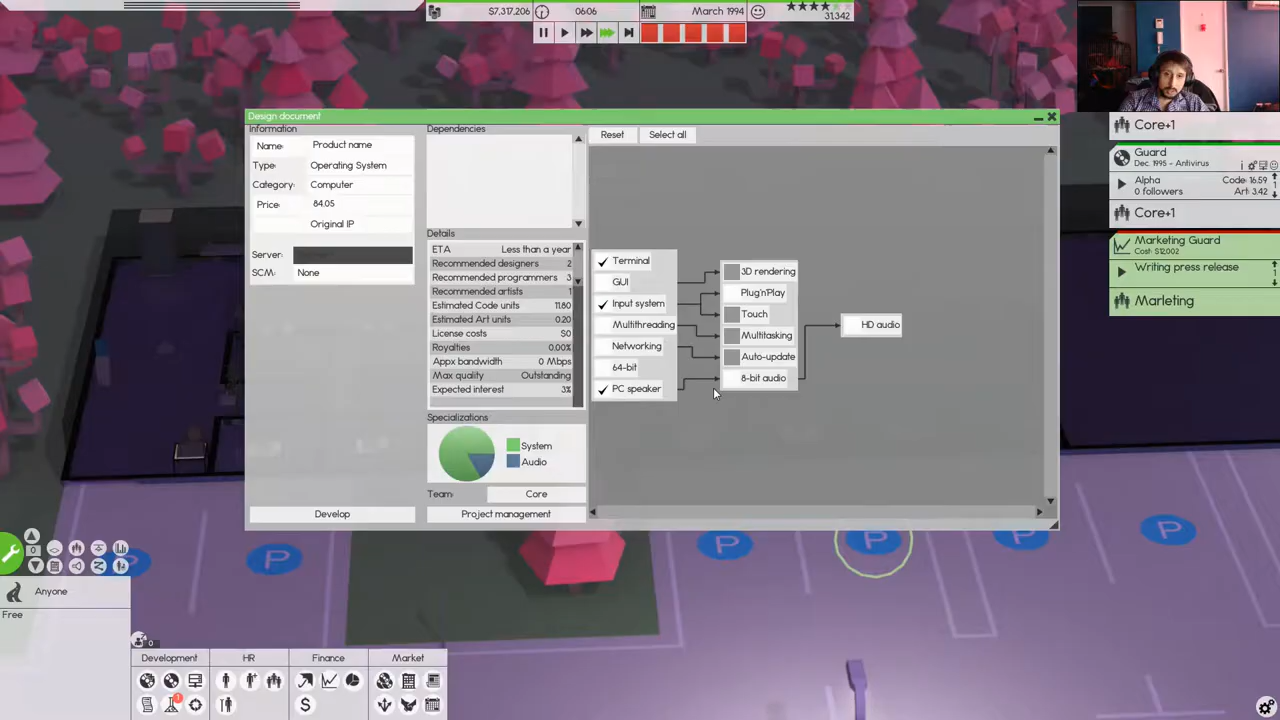 $7,317,206
06:06
March 1994
31,342
Design document
Information
Name: Product name
Type: Operating System
Category: Computer
Price: 84.05
Original IP
Server:
SCM: None
Develop
Dependencies
Details
ETA Less than a year
Recommended designers 2
Recommended programmers 3
Recommended artists 1
Estimated Code units 11.80
Estimated Art units 0.20
License costs $0
Royalties 0.00%
Appx bandwidth 0 Mbps
Max quality Outstanding
Expected interest 3%
Specializations
System
Audio
Team: Core
Project management
Reset Select all
Terminal
GUI
Input system
Multithreading
Networking
64-bit
PC speaker
3D rendering
Plug'n'Play
Touch
Multitasking
Auto-update
8-bit audio
HD audio
Core+1
Guard
Dec. 1995 - Antivirus
Alpha Code: 16.59
0 followers Art: 3.42
1
Core+1
Marketing Guard
Cost: $12,002
Writing press release
1
Marleting
P
P
P
P
P
P
0
Anyone
Free
0
Development HR Finance Market
1
$